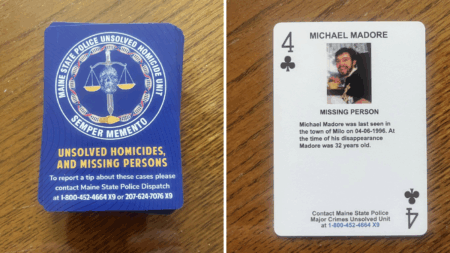 MAINE STATE POLICE UNSOLVED HOMICIDE UNIT
SEMPER MEMENTO
UNSOLVED HOMICIDES,
AND MISSING PERSONS
To report a tip about these cases please
contact Maine State Police Dispatch
at 1-800-452-4664 X9 or 207-624-7076 X9
4
MICHAEL MADORE
MISSING PERSON
Michael Madore was last seen in
the town of Milo on 04-06-1996. At
the time of his disappearance
Madore was 32 years old.
Contact Maine State Police
Major Crimes Unsolved Unit
at 1-800-452-4664 X9
4